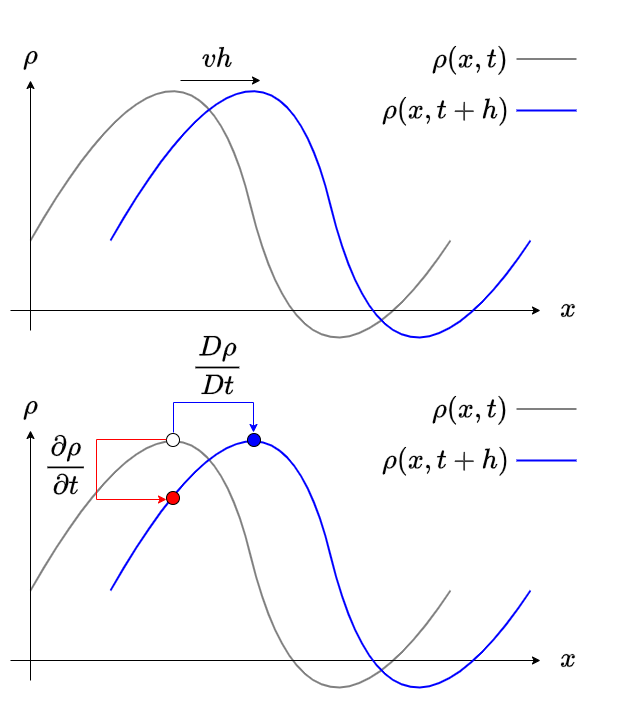 ρ
vh
ρ(x, t)
ρ(x, t + h)
x
Dρ
Dt
ρ
ρ(x, t)
∂ρ
∂t
ρ(x, t + h)
x